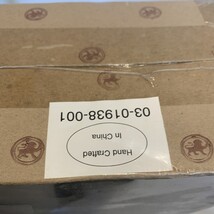 03-01938-001
Hand Crafted
In China